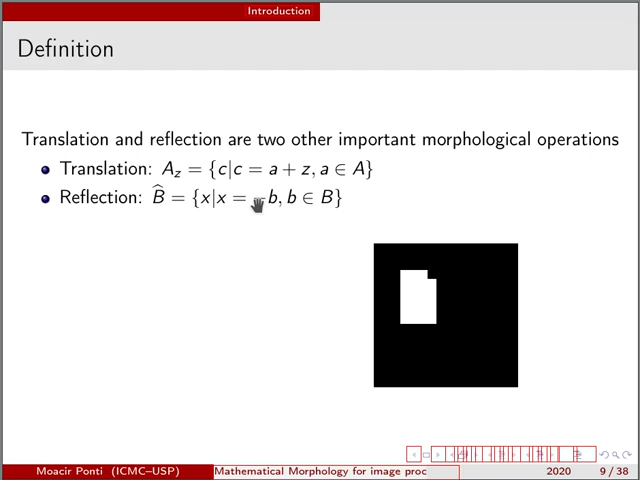 Introduction
Definition
Translation and reflection are two other important morphological operations
Translation: A_z = {c|c = a + z, a ∈ A}
Reflection: B̂ = {x|x = −b, b ∈ B}
Moacir Ponti (ICMC–USP) Mathematical Morphology for image proc 2020 9 / 38